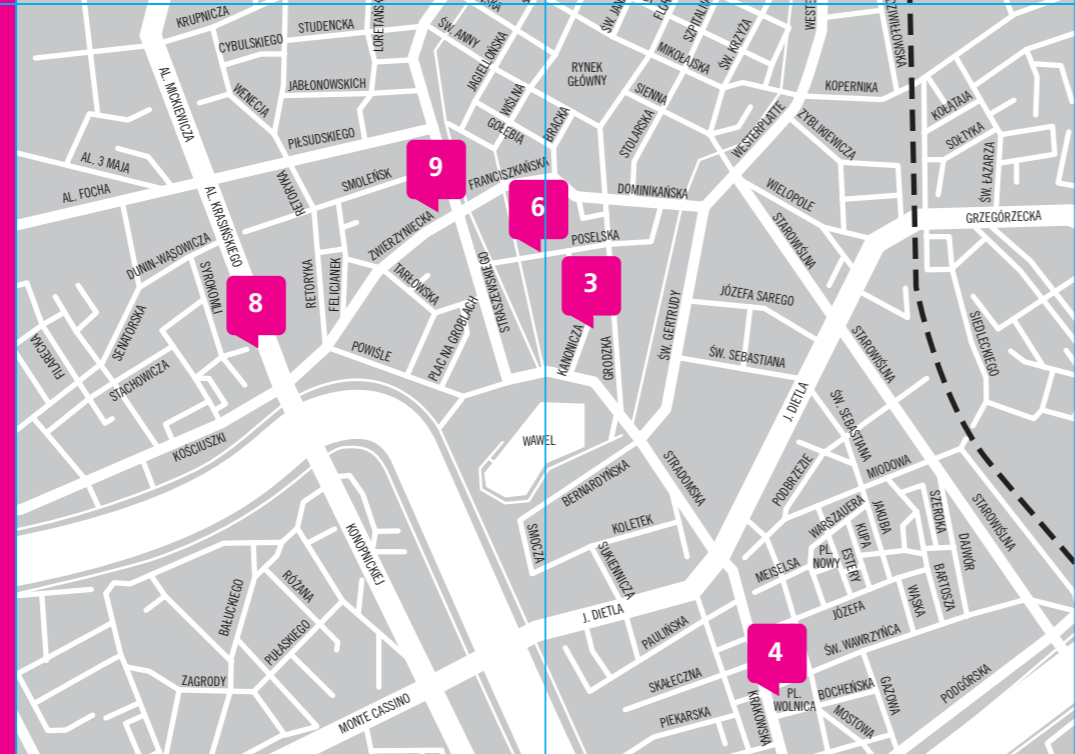 KRUPNICZA
STUDENCKA
LORETAŃSKA
CYBULSKIEGO
ŚW. ANNY
JAGIELLOŃSKA
ŚW. JANA
SZPITALNA
ŚW. KRZYŻA
MIKOŁAJSKA
AL. MICKIEWICZA
WENECJA
JABŁONOWSKICH
WIŚLNA
RYNEK
GŁÓWNY
SIENNA
KOPERNIKA
KOŁŁĄTAJA
GOŁĘBIA
BRACKA
STOLARSKA
WESTERPLATTE
ZYBLIKIEWICZA
SOŁTYKA
PIŁSUDSKIEGO
AL. 3 MAJA
AL. FOCHA
AL. KRASIŃSKIEGO
RETORYKA
SMOLEŃSK
9
FRANCISZKAŃSKA
6
DOMINIKAŃSKA
WIELOPOLE
ŚW. ŁAZARZA
GRZEGÓRZECKA
DUNIN-WĄSOWICZA
ZWIERZYNIECKA
POSELSKA
STAROWIŚLNA
SYROKOMLI
8
RETORYKA
FELICJANEK
TARŁOWSKA
STRASZEWSKIEGO
3
JÓZEFA SAREGO
SIEDLECKIEGO
FILARECKA
SENATORSKA
STACHOWICZA
POWIŚLE
PLAC NA GROBLACH
KANONICZA
GRODZKA
ŚW. GERTRUDY
ŚW. SEBASTIANA
STAROWIŚLNA
KOŚCIUSZKI
WAWEL
J. DIETLA
ŚW. SEBASTIANA
BERNARDYŃSKA
STRADOMSKA
PODBRZEZIE
MIODOWA
KONOPNICKIEJ
SMOCZA
KOLETEK
SUKIENNICZA
WARSZAUERA
KUPA
JAKUBA
SZEROKA
DAJWÓR
STAROWIŚLNA
MEISELSA
PL.
NOWY
ESTERY
BARTOSZA
WĄSKA
BAŁUCKIEGO
RÓŻANA
PUŁASKIEGO
J. DIETLA
PAULIŃSKA
JÓZEFA
ŚW. WAWRZYŃCA
4
ZAGRODY
MONTE CASSINO
SKAŁECZNA
PIEKARSKA
KRAKOWSKA
PL.
WOLNICA
BOCHEŃSKA
MOSTOWA
GAZOWA
PODGÓRSKA